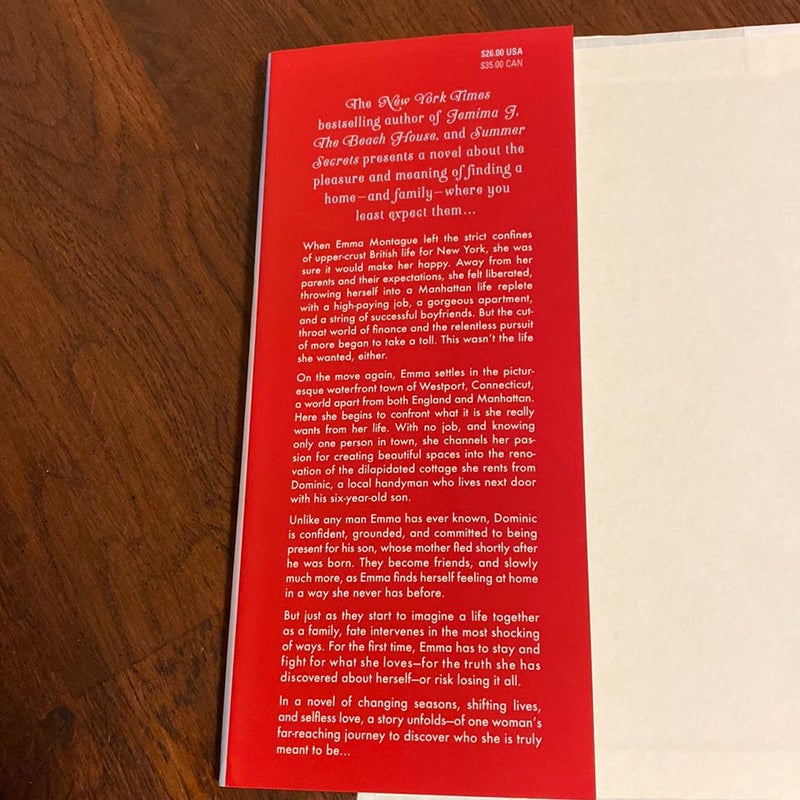 $26.00 USA
$35.00 CAN
The New York Times
bestselling author of Jemima J,
The Beach House, and Summer
Secrets presents a novel about the
pleasure and meaning of finding a
home—and family—where you
least expect them...
When Emma Montague left the strict confines
of upper-crust British life for New York, she was
sure it would make her happy. Away from her
parents and their expectations, she felt liberated,
throwing herself into a Manhattan life replete
with a high-paying job, a gorgeous apartment,
and a string of successful boyfriends. But the cut-
throat world of finance and the relentless pursuit
of more began to take a toll. This wasn't the life
she wanted, either.
On the move again, Emma settles in the pictur-
esque waterfront town of Westport, Connecticut,
a world apart from both England and Manhattan.
Here she begins to confront what it is she really
wants from her life. With no job, and knowing
only one person in town, she channels her pas-
sion for creating beautiful spaces into the reno-
vation of the dilapidated cottage she rents from
Dominic, a local handyman who lives next door
with his six-year-old son.
Unlike any man Emma has ever known, Dominic
is confident, grounded, and committed to being
present for his son, whose mother fled shortly after
he was born. They become friends, and slowly
much more, as Emma finds herself feeling at home
in a way she never has before.
But just as they start to imagine a life together
as a family, fate intervenes in the most shocking
of ways. For the first time, Emma has to stay and
fight for what she loves—for the truth she has
discovered about herself—or risk losing it all.
In a novel of changing seasons, shifting lives,
and selfless love, a story unfolds—of one woman's
far-reaching journey to discover who she is truly
meant to be...